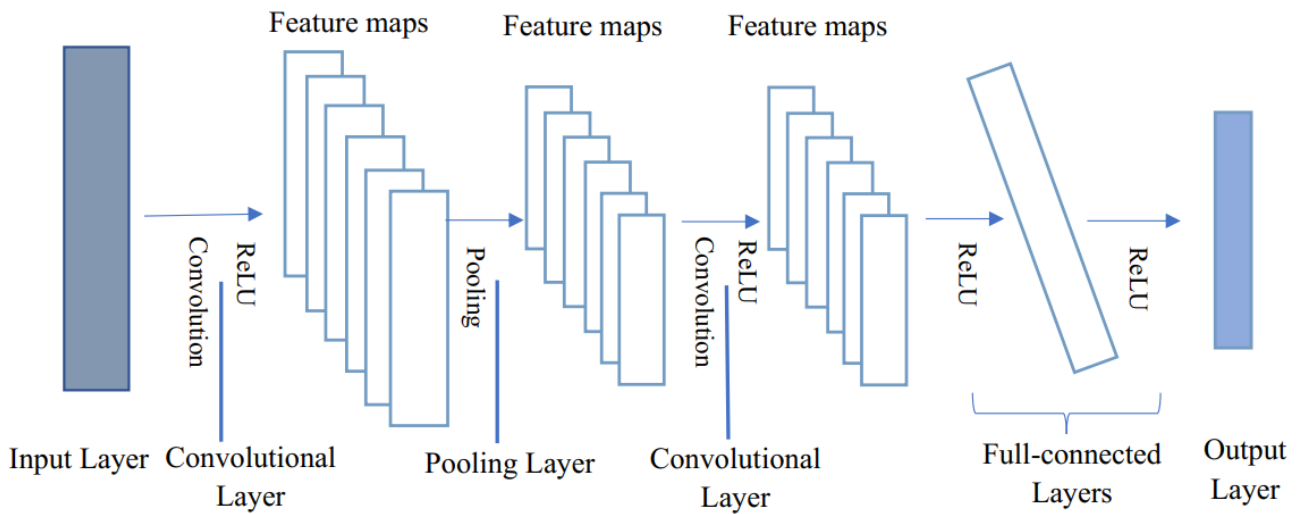 Feature maps
Feature maps
Feature maps
Convolution
ReLU
Pooling
Convolution
ReLU
ReLU
ReLU
Input Layer
Convolutional
Layer
Pooling Layer
Convolutional
Layer
Full-connected
Layers
Output
Layer